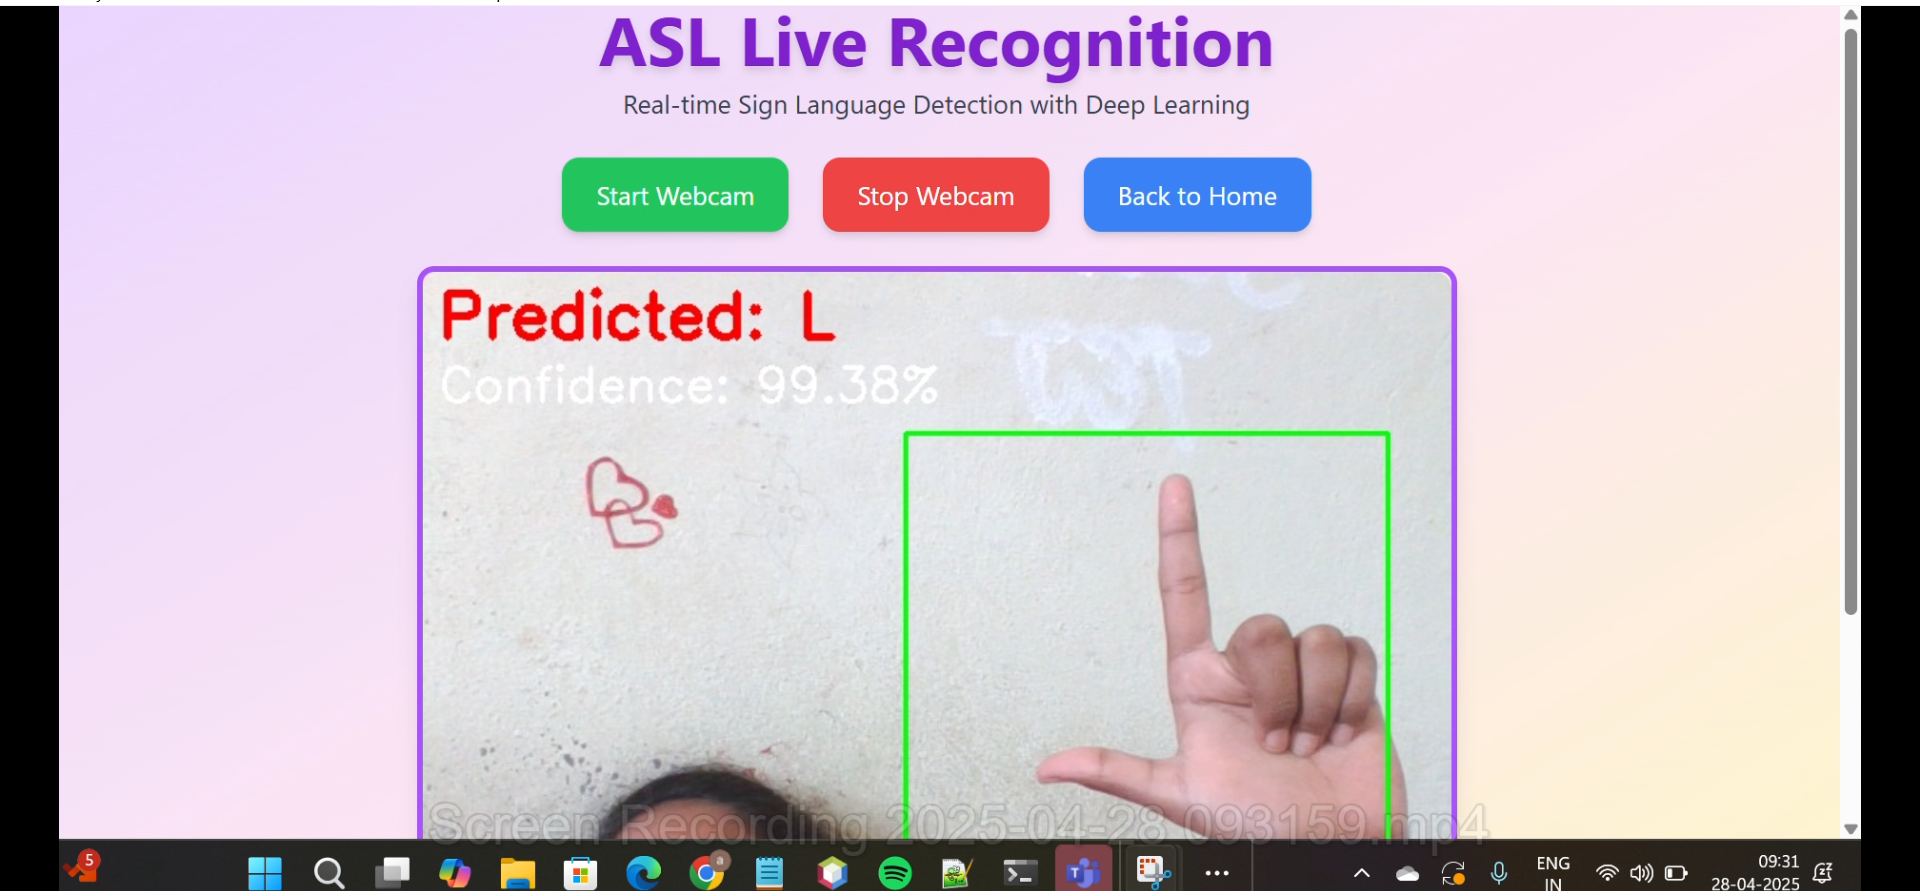 ASL Live Recognition
Real-time Sign Language Detection with Deep Learning
Start Webcam Stop Webcam Back to Home
Predicted: L
Confidence: 99.38%
Screen Recording 2025-04-28 093159.mp4
5
a
T
ENG
IN
09:31
28-04-2025